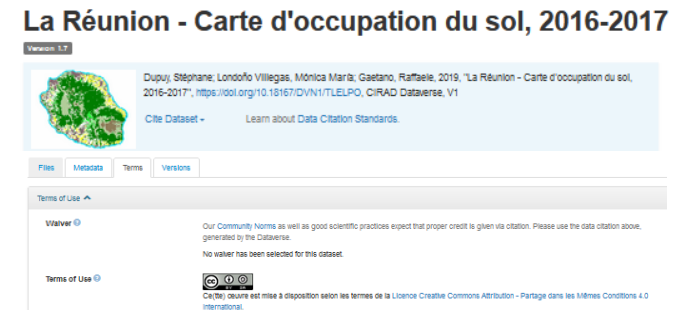 La Réunion - Carte d'occupation du sol, 2016-2017
Version 1.7
Dupuy, Stéphane; Londoño Villegas, Mónica María; Gaetano, Raffaele, 2019, "La Réunion - Carte d'occupation du sol,
2016-2017", https://doi.org/10.18167/DVN1/TLELPO, CIRAD Dataverse, V1
Cite Dataset Learn about Data Citation Standards.
Files Metadata Terms Versions
Terms of Use
Waiver
Our Community Norms as well as good scientific practices expect that proper credit is given via citation. Please use the data citation above,
generated by the Dataverse.
No waiver has been selected for this dataset.
Terms of Use
cc BY SA
Ce(tte) œuvre est mise à disposition selon les termes de la Licence Creative Commons Attribution - Partage dans les Mêmes Conditions 4.0
International.